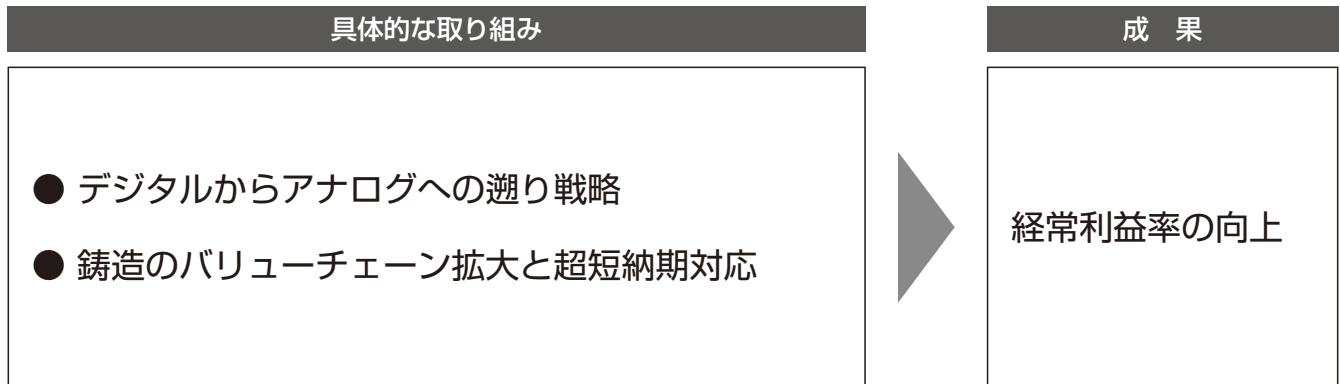 具体的な取り組み
成　果
● デジタルからアナログへの遡り戦略
● 鋳造のバリューチェーン拡大と超短納期対応
経常利益率の向上